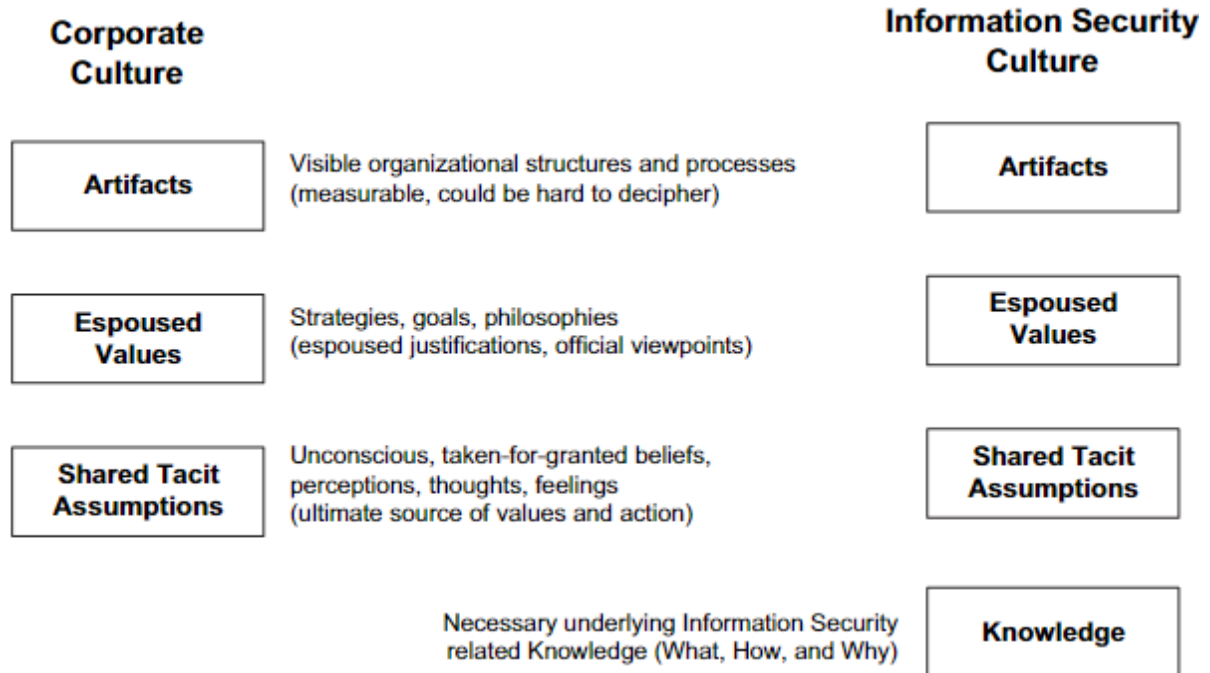 Corporate
Culture
Information Security
Culture
Artifacts
Visible organizational structures and processes
(measurable, could be hard to decipher)
Artifacts
Espoused
Values
Strategies, goals, philosophies
(espoused justifications, official viewpoints)
Espoused
Values
Shared Tacit
Assumptions
Unconscious, taken-for-granted beliefs,
perceptions, thoughts, feelings
(ultimate source of values and action)
Shared Tacit
Assumptions
Necessary underlying Information Security
related Knowledge (What, How, and Why)
Knowledge